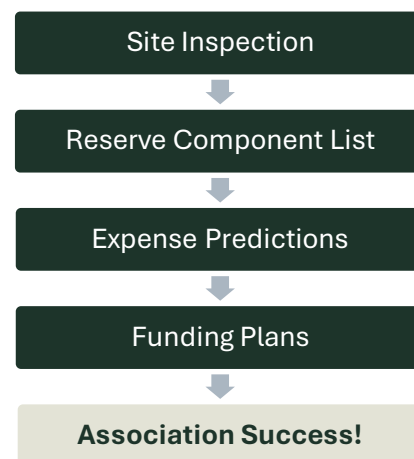 Site Inspection
Reserve Component List
Expense Predictions
Funding Plans
Association Success!